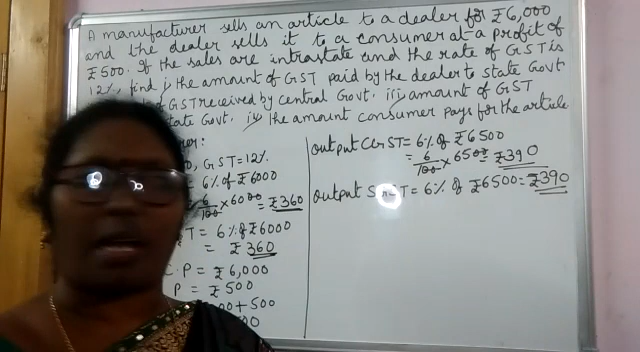 A manufacturer sells an article to a dealer for ₹6,000
and the dealer sells it to a consumer at a profit of
₹500. If the sales are intrastate and the rate of GST is
12%, find i, the amount of GST paid by the dealer to state Govt
of GST received by central Govt. iii, amount of GST
state Govt. iv, the amount consumer pays for the article
GST = 12%
= 6% of ₹6000
6/100 × 6000 = ₹360
T = 6% of ₹6000
= ₹360
C.P = ₹6,000
P = ₹500
00 + 500
Output CGST = 6% of ₹6500
= 6/100 × 6500 = ₹390
Output ST = 6% of ₹6500 = ₹390